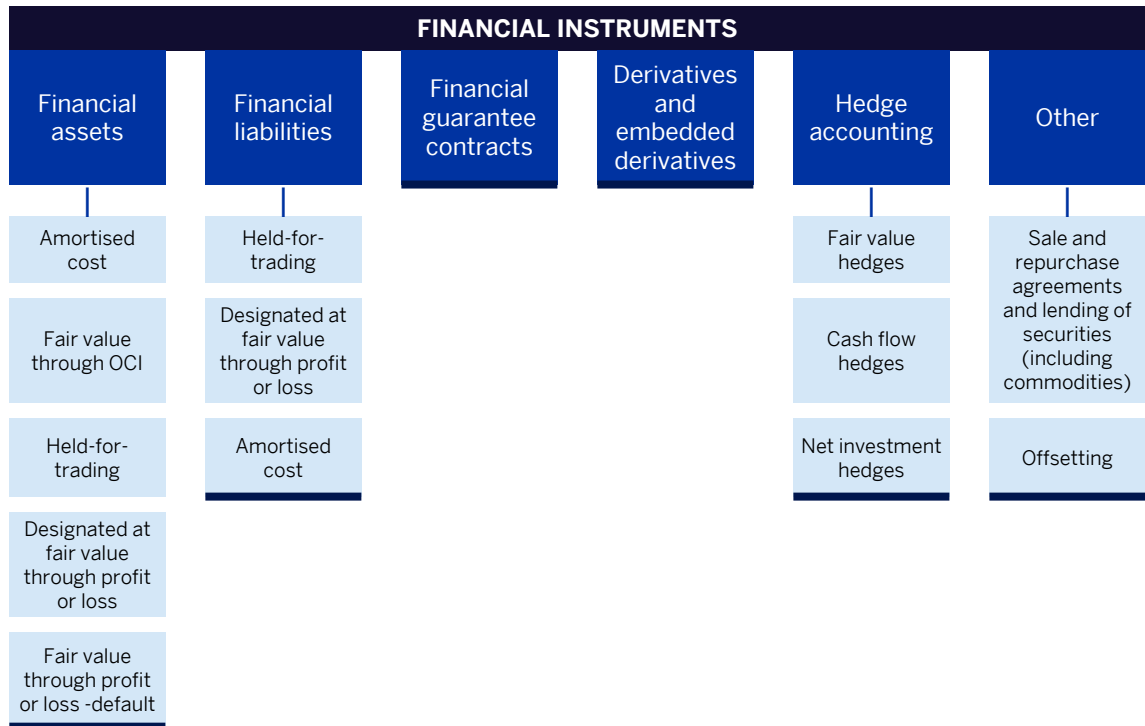 FINANCIAL INSTRUMENTS
Financial
assets
Financial
liabilities
Financial
guarantee
contracts
Derivatives
and
embedded
derivatives
Hedge
accounting
Other
Amortised
cost
Fair value
through OCI
Held-for-
trading
Designated at
fair value
through profit
or loss
Fair value
through profit
or loss -default
Held-for-
trading
Designated at
fair value
through profit
or loss
Amortised
cost
Fair value
hedges
Cash flow
hedges
Net investment
hedges
Sale and
repurchase
agreements
and lending of
securities
(including
commodities)
Offsetting